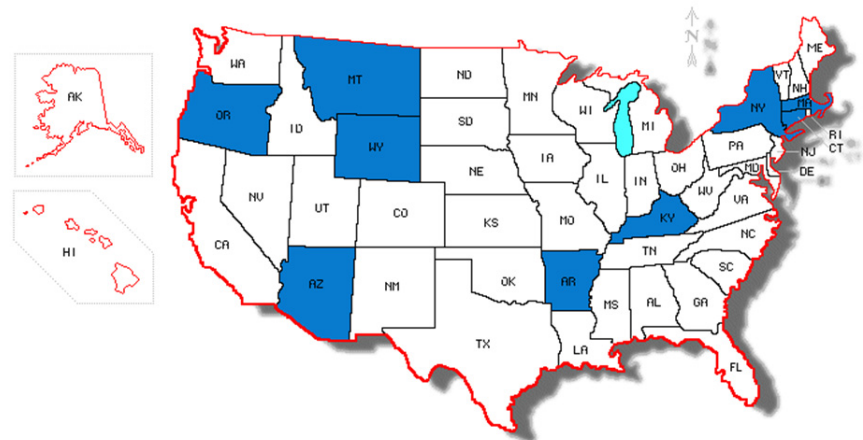 N
ME
WA
VT
MT
ND
NH
MN
AK
MA
OR
NY
WI
ID
SD
MI
RI
WY
CT
PA
NJ
IA
NE
OH
MD
DE
IL
IN
NV
WV
UT
VA
CO
KY
KS
MO
CA
NC
HI
TN
SC
OK
AZ
AR
NM
MS
AL
GA
TX
LA
FL